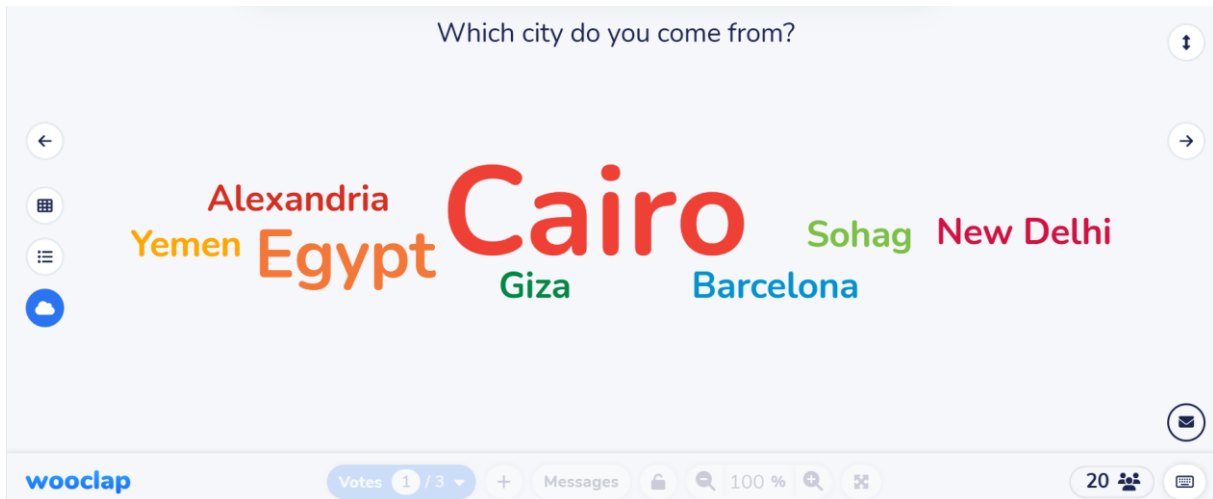 Which city do you come from?
Alexandria
Cairo
Yemen
Egypt
Sohag
New Delhi
Giza
Barcelona
wooclap
Votes 1 / 3
+
Messages
100 %
20